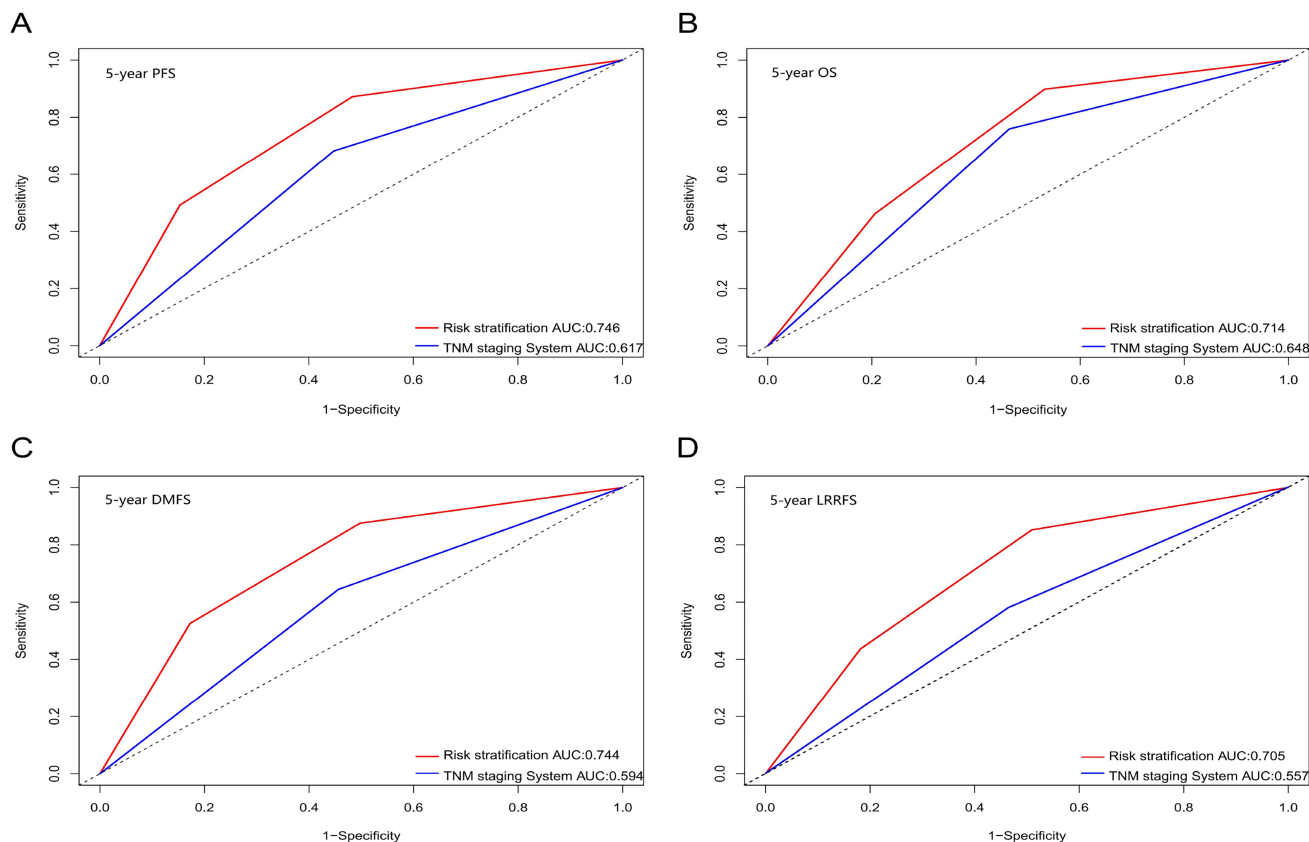 A
5-year PFS
Sensitivity
0.0
0.2
0.4
0.6
0.8
1.0
0.0
0.2
0.4
0.6
0.8
1.0
1−Specificity
Risk stratification AUC:0.746
TNM staging System AUC:0.617
B
5-year OS
Sensitivity
0.0
0.2
0.4
0.6
0.8
1.0
0.0
0.2
0.4
0.6
0.8
1.0
1−Specificity
Risk stratification AUC:0.714
TNM staging System AUC:0.648
C
5-year DMFS
Sensitivity
0.0
0.2
0.4
0.6
0.8
1.0
0.0
0.2
0.4
0.6
0.8
1.0
1−Specificity
Risk stratification AUC:0.744
TNM staging System AUC:0.594
D
5-year LRRFS
Sensitivity
0.0
0.2
0.4
0.6
0.8
1.0
0.0
0.2
0.4
0.6
0.8
1.0
1−Specificity
Risk stratification AUC:0.705
TNM staging System AUC:0.557